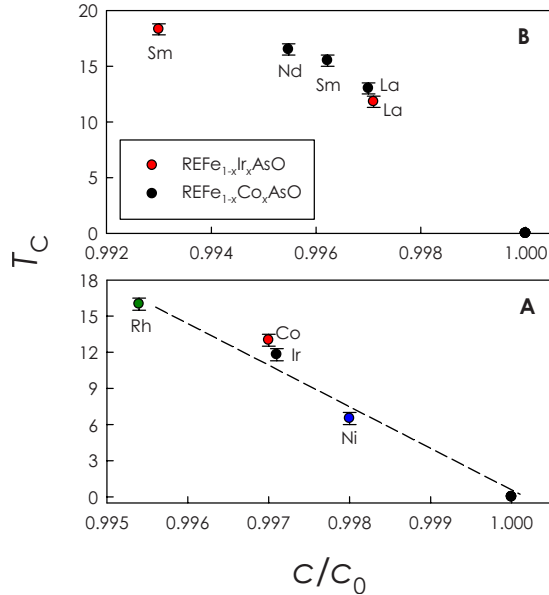 20
B
Sm
Nd
Sm
La
La
15
10
REFe1-xIrxAsO
REFe1-xCoxAsO
5
0
0.992 0.994 0.996 0.998 1.000
TC
18
A
15
Rh
Co
Ir
12
9
Ni
6
3
0
0.995 0.996 0.997 0.998 0.999 1.000
C/C0